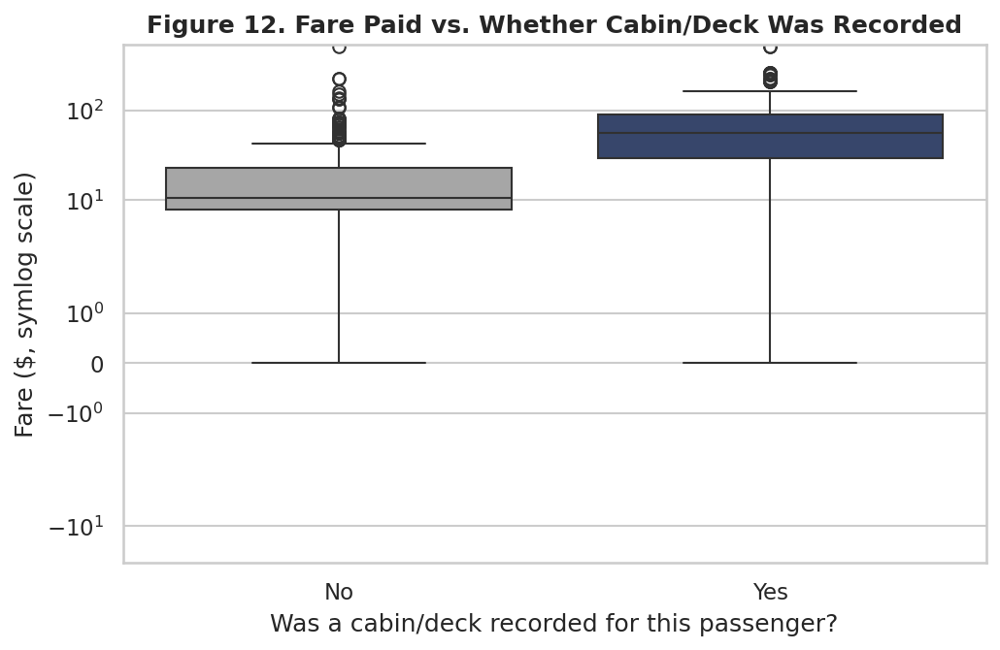 Figure 12. Fare Paid vs. Whether Cabin/Deck Was Recorded
Fare ($, symlog scale)
10²
10¹
10⁰
0
−10⁰
−10¹
No Yes
Was a cabin/deck recorded for this passenger?